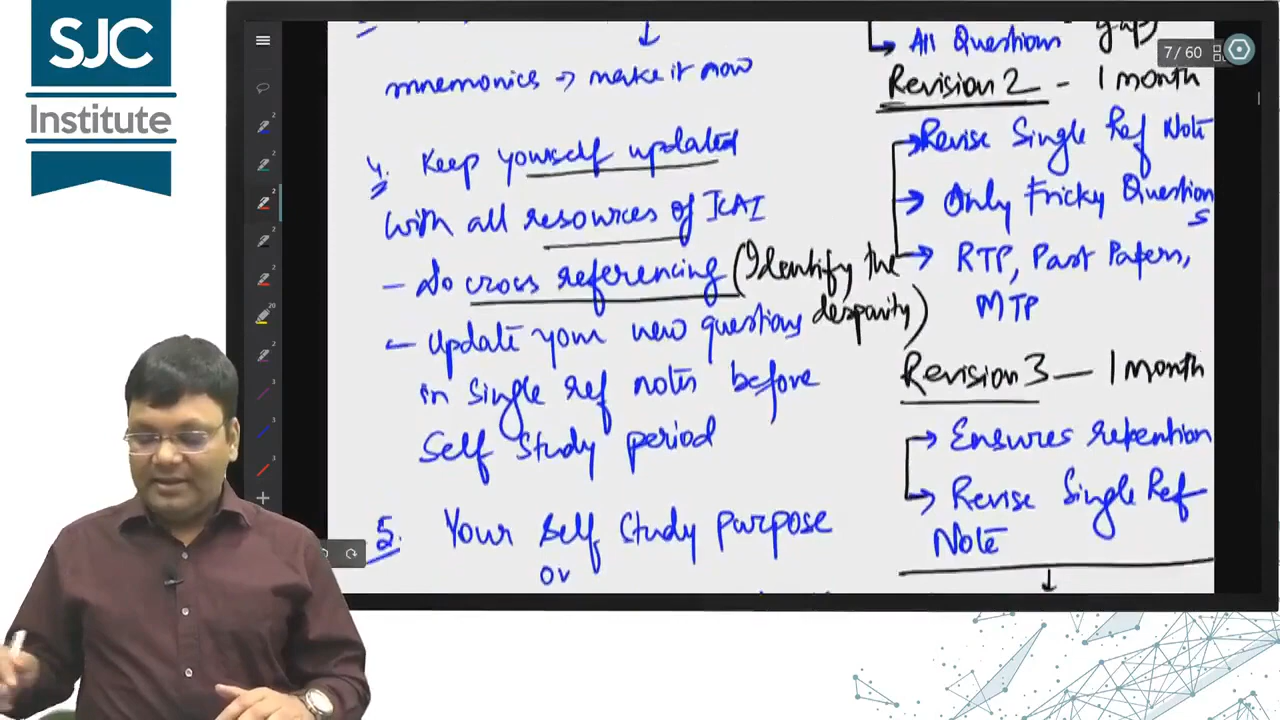 SJC
Institute
7 / 60
mnemonics → make it now
4. Keep yourself updated
with all resources of ICAI
- Do cross referencing (Identify the
desparity)
- Update your new questions
in single ref notes before
Self Study period
5. Your self Study purpose
or
gap
→ All Questions
Revision 2 - 1 month
→ Revise Single Ref Note
→ Only Tricky Questions
→ RTP, Past Papers,
MTP
Revision 3 — 1 month
→ Ensures retention
→ Revise Single Ref
Note